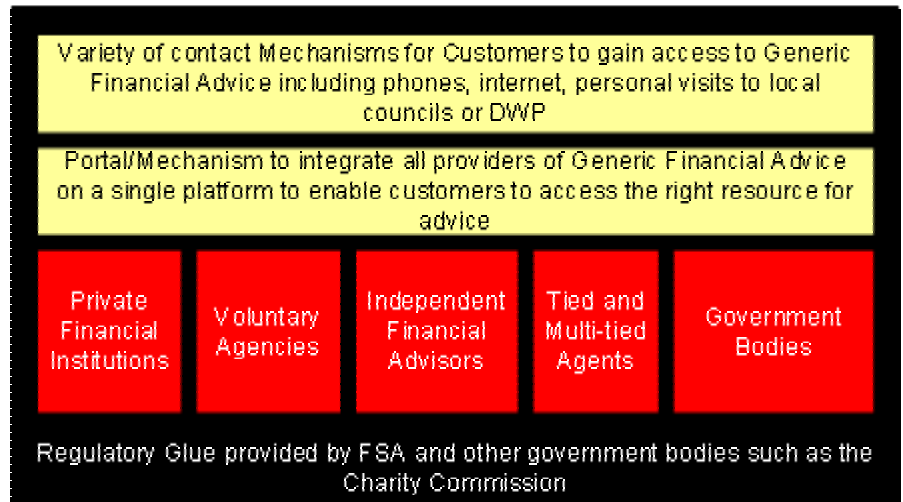 Variety of contact Mechanisms for Customers to gain access to Generic
Financial Advice including phones, internet, personal visits to local
councils or DWP
Portal/Mechanism to integrate all providers of Generic Financial Advice
on a single platform to enable customers to access the right resource for
advice
Private
Financial
Institutions
Voluntary
Agencies
Independent
Financial
Advisors
Tied and
Multi-tied
Agents
Government
Bodies
Regulatory Glue provided by FSA and other government bodies such as the
Charity Commission